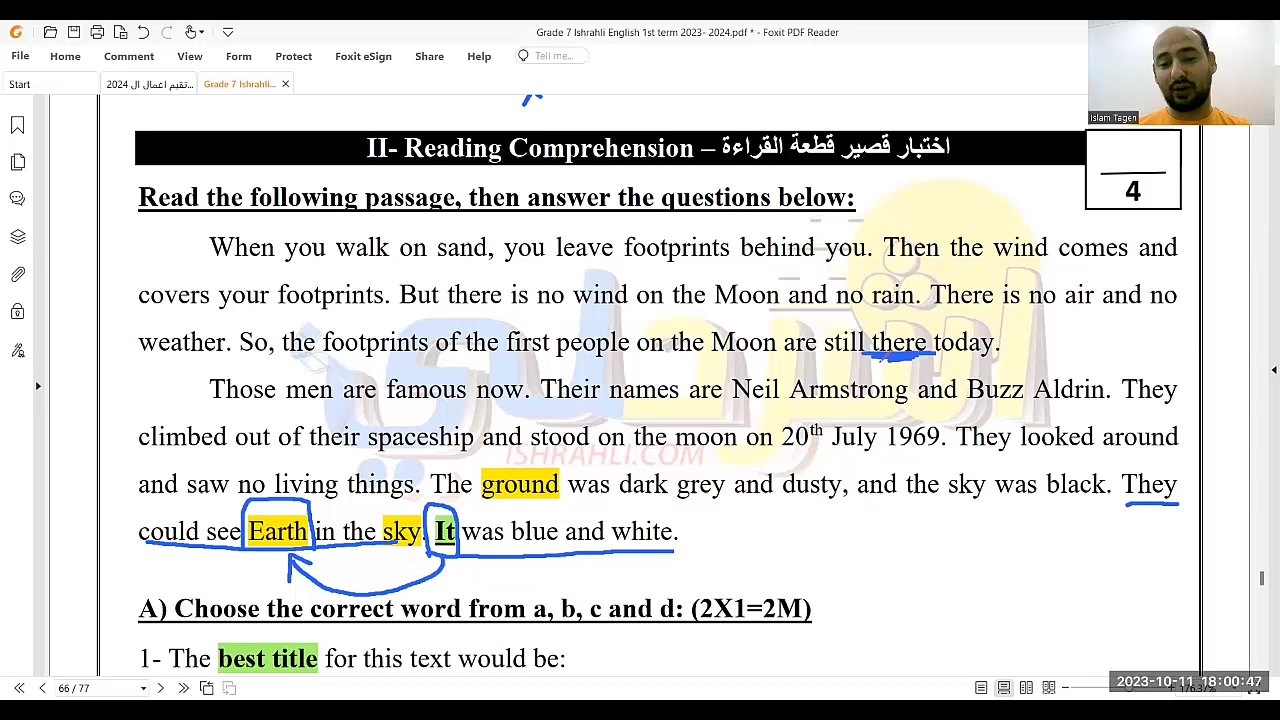 Grade 7 Ishrahli English 1st term 2023- 2024.pdf * - Foxit PDF Reader
File Home Comment View Form Protect Foxit eSign Share Help Tell me...
Start تقيم اعمال ال 2024... Grade 7 Ishrahli...
Islam Tagen
II- Reading Comprehension – اختبار قصير قطعة القراءة
4
Read the following passage, then answer the questions below:
When you walk on sand, you leave footprints behind you. Then the wind comes and
covers your footprints. But there is no wind on the Moon and no rain. There is no air and no
weather. So, the footprints of the first people on the Moon are still there today.
Those men are famous now. Their names are Neil Armstrong and Buzz Aldrin. They
climbed out of their spaceship and stood on the moon on 20th July 1969. They looked around
and saw no living things. The ground was dark grey and dusty, and the sky was black. They
could see Earth in the sky. It was blue and white.
اشرحلي
ISHRAHLI.COM
A) Choose the correct word from a, b, c and d: (2X1=2M)
1- The best title for this text would be:
66 / 77
2023-10-11 18:00:47